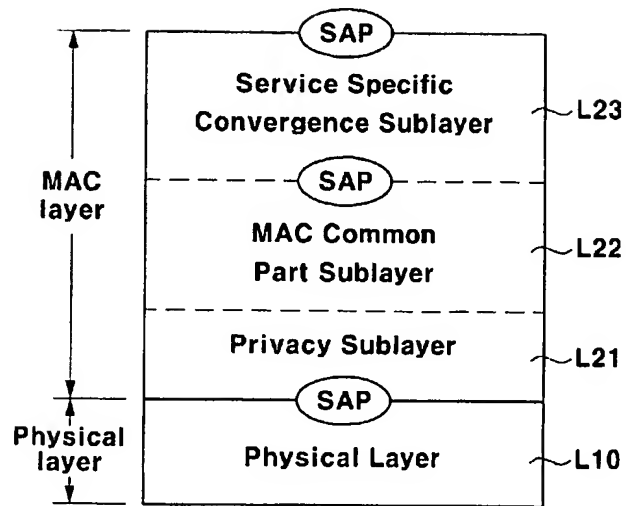 SAP
Service Specific
Convergence Sublayer
L23
MAC
layer
SAP
MAC Common
Part Sublayer
L22
Privacy Sublayer
L21
SAP
Physical
layer
Physical Layer
L10